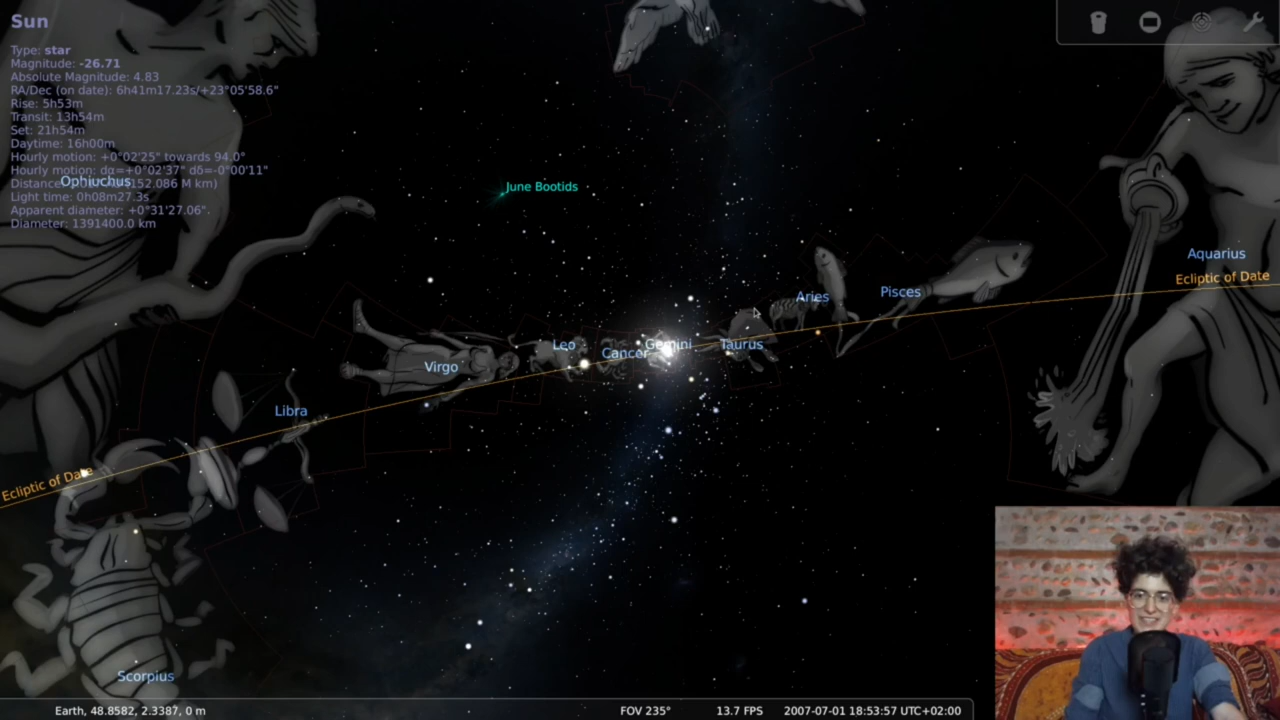 Sun
Type: star
Magnitude: -26.71
Absolute Magnitude: 4.83
RA/Dec (on date): 6h41m17.23s/+23°05'58.6"
Rise: 5h53m
Transit: 13h54m
Set: 21h54m
Daytime: 16h00m
Hourly motion: +0°02'25" towards 94.0°
Hourly motion: dα=+0°02'37" dδ=-0°00'11"
Distance 152.086 M km)
Ophiuchus
Light time: 0h08m27.3s
Apparent diameter: +0°31'27.06".
Diameter: 1391400.0 km
June Bootids
Aquarius
Ecliptic of Date
Pisces
Aries
Gemini
Taurus
Leo
Cancer
Virgo
Libra
Ecliptic of Date
Scorpius
Earth, 48.8582, 2.3387, 0 m
FOV 235°
13.7 FPS
2007-07-01 18:53:57 UTC+02:00